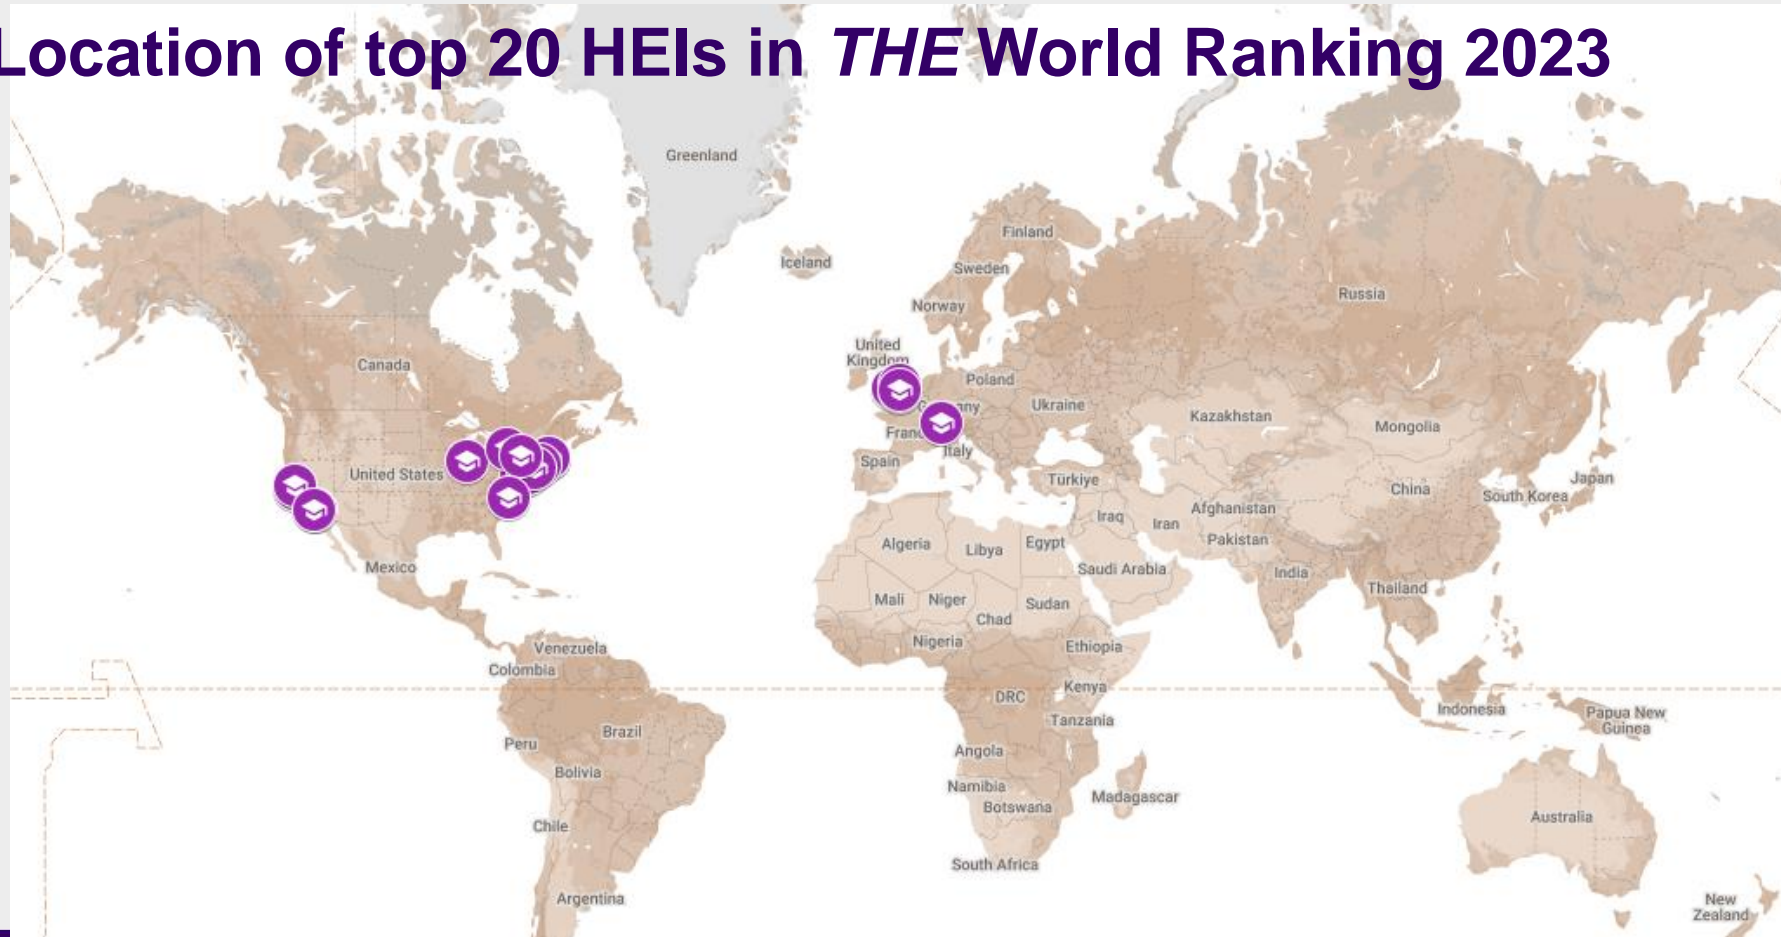 Location of top 20 HEIs in THE World Ranking 2023
Greenland
Finland
Iceland
Sweden
Russia
Norway
United
Kingdom
Canada
Poland
Ukraine
Kazakhstan
Mongolia
Italy
Spain
United States
Türkiye
Japan
China
South Korea
Afghanistan
Iraq
Iran
Pakistan
Algeria
Libya
Egypt
Mexico
Saudi Arabia
India
Thailand
Mali
Niger
Sudan
Chad
Nigeria
Ethiopia
Venezuela
Colombia
Kenya
DRC
Indonesia
Papua New
Guinea
Tanzania
Brazil
Peru
Angola
Bolivia
Namibia
Madagascar
Botswana
Chile
Australia
South Africa
Argentina
New
Zealand